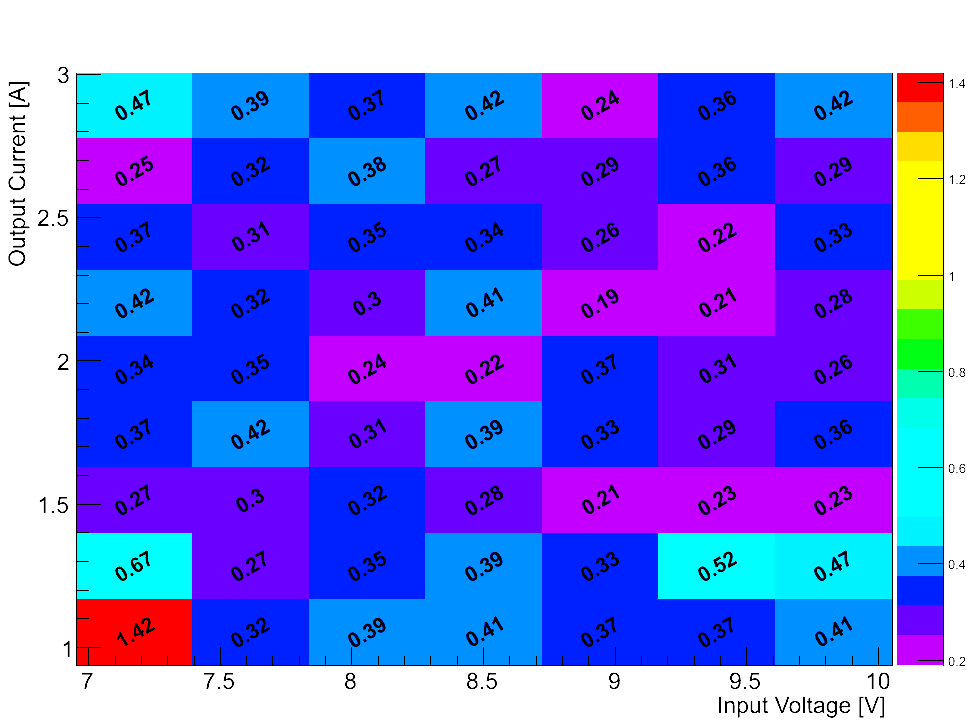 Output Current [A]
3
2.5
2
1.5
1
0.47 0.39 0.37 0.42 0.24 0.36 0.42
0.25 0.32 0.38 0.27 0.29 0.36 0.29
0.37 0.31 0.35 0.34 0.26 0.22 0.33
0.42 0.32 0.3 0.41 0.19 0.21 0.28
0.34 0.35 0.24 0.22 0.37 0.31 0.26
0.37 0.42 0.31 0.39 0.33 0.29 0.36
0.27 0.3 0.32 0.28 0.21 0.23 0.23
0.67 0.27 0.35 0.39 0.33 0.52 0.47
1.42 0.32 0.39 0.41 0.37 0.37 0.41
7 7.5 8 8.5 9 9.5 10
Input Voltage [V]
1.4
1.2
1
0.8
0.6
0.4
0.2